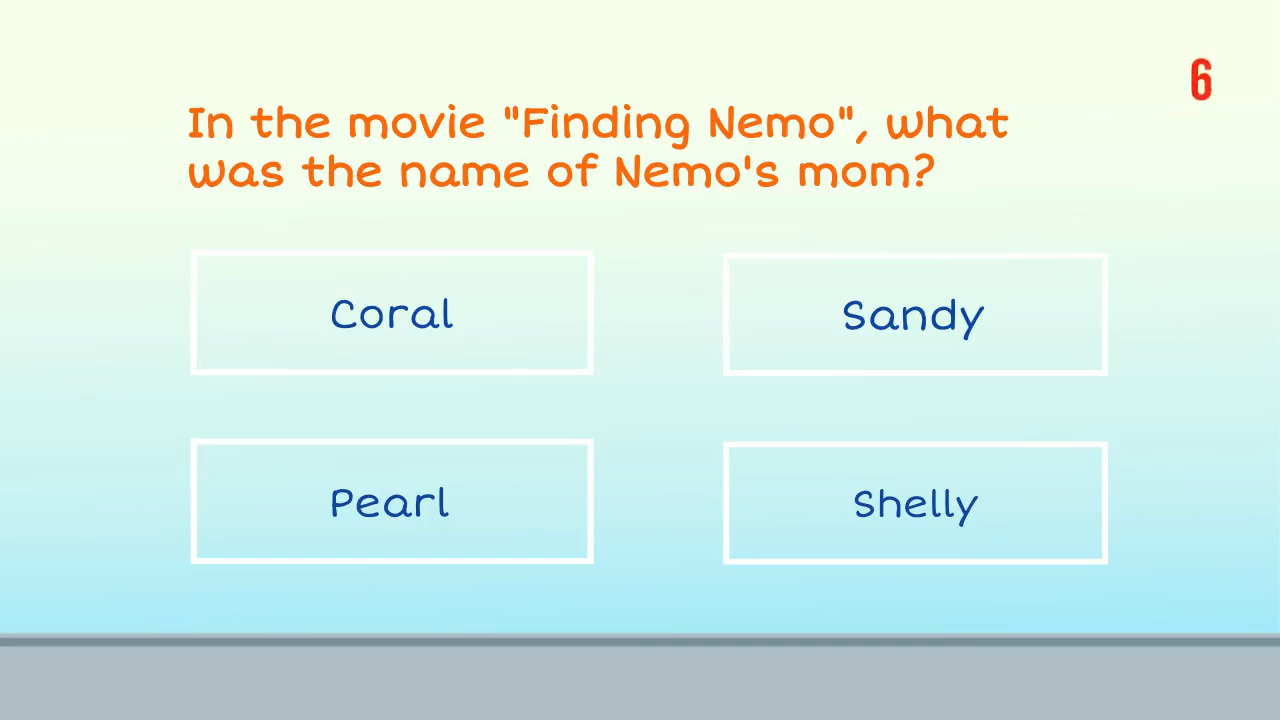 6
In the movie "Finding Nemo", what
was the name of Nemo's mom?
Coral
Sandy
Pearl
Shelly